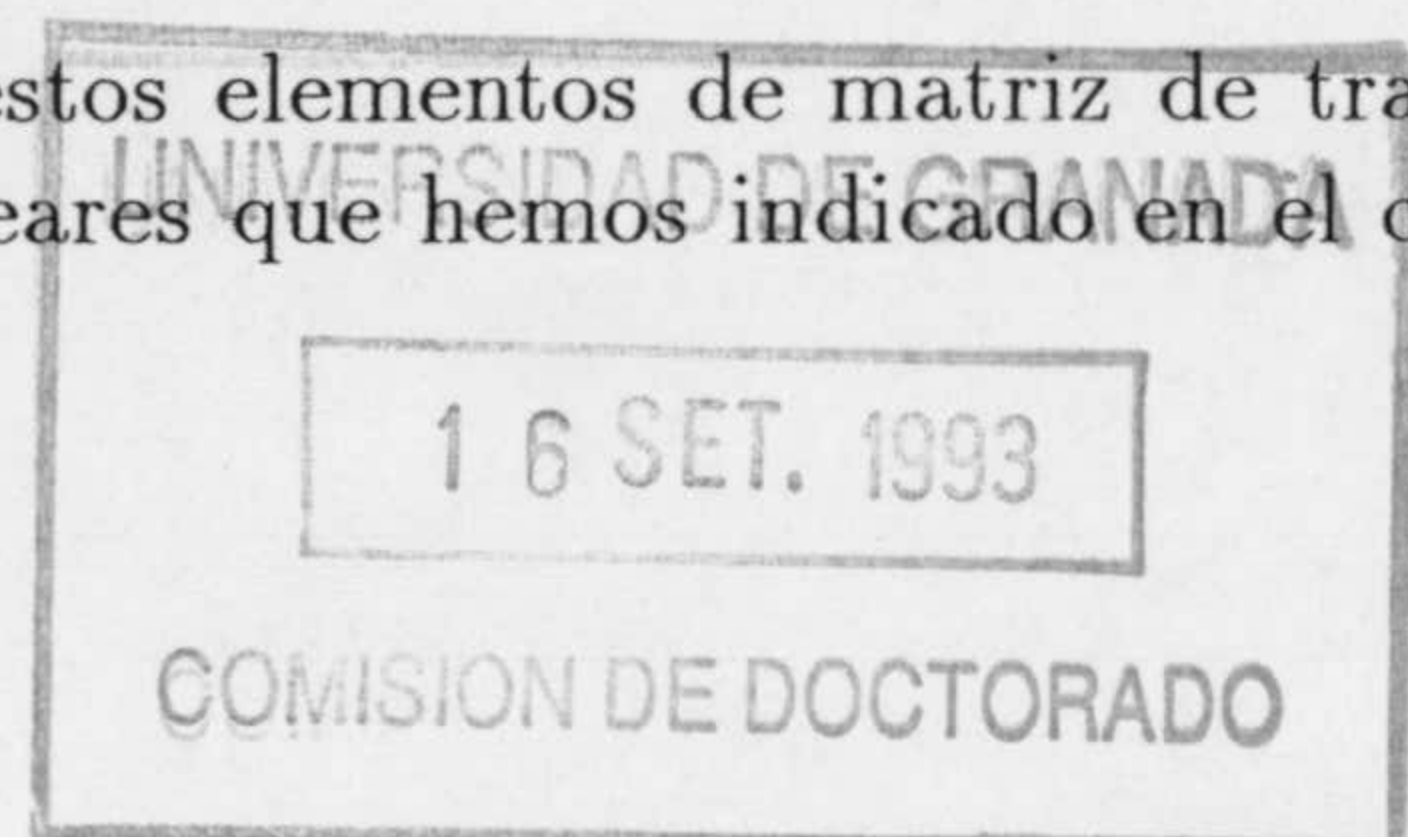 estos elementos de matriz de tra
UNIVERSIDAD DE GRANADA
eares que hemos indicado en el
1 6 SET. 1993
COMISION DE DOCTORADO